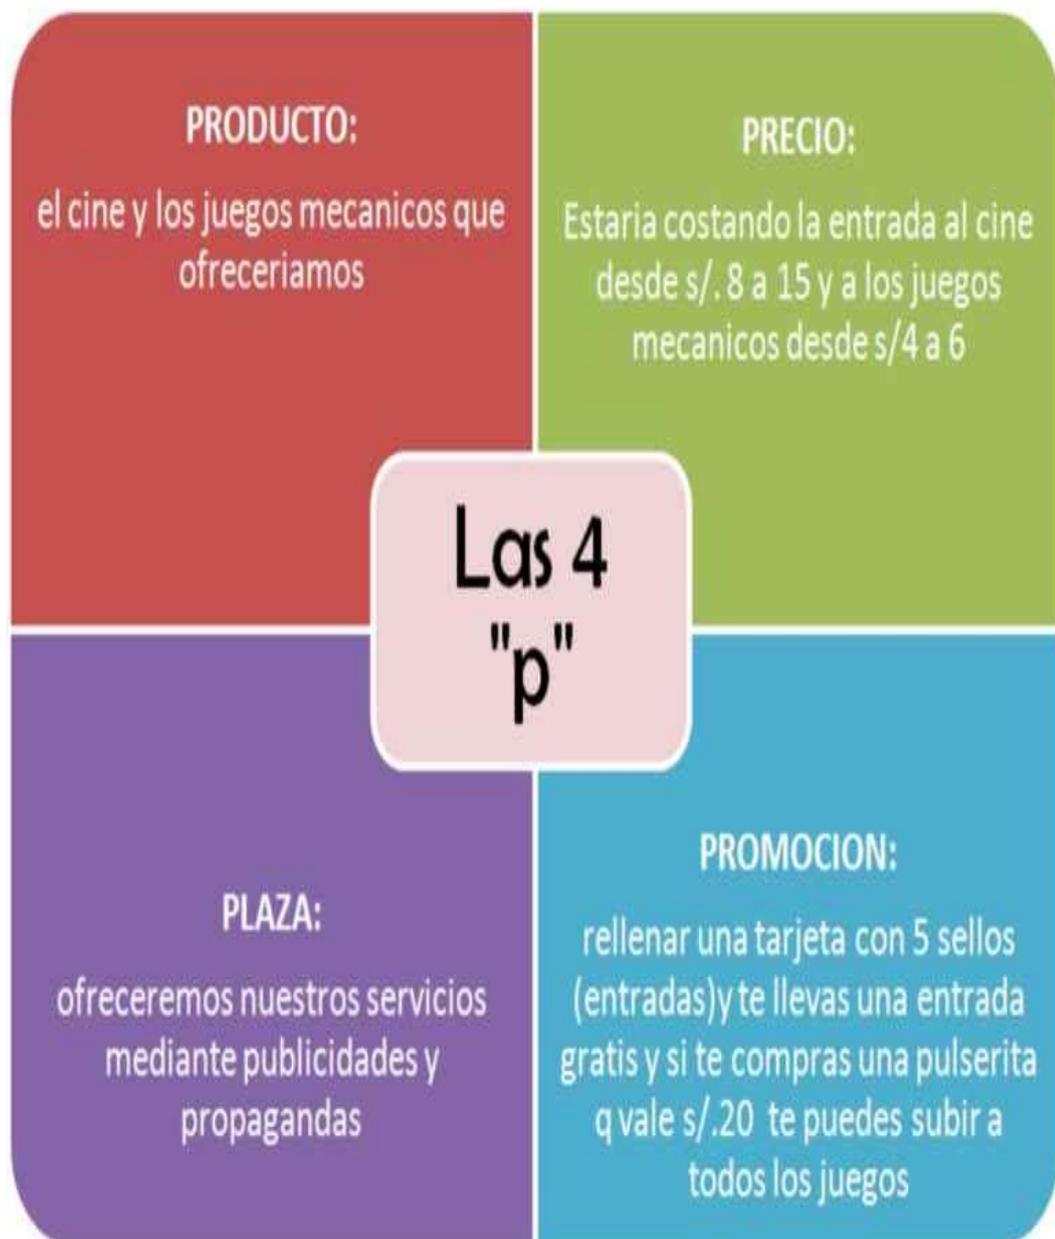 PRODUCTO:
el cine y los juegos mecanicos que
ofreceriamos
PRECIO:
Estaria costando la entrada al cine
desde s/. 8 a 15 y a los juegos
mecanicos desde s/4 a 6
Las 4
"p"
PLAZA:
ofreceremos nuestros servicios
mediante publicidades y
propagandas
PROMOCION:
rellenar una tarjeta con 5 sellos
(entradas)y te llevas una entrada
gratis y si te compras una pulserita
q vale s/.20 te puedes subir a
todos los juegos